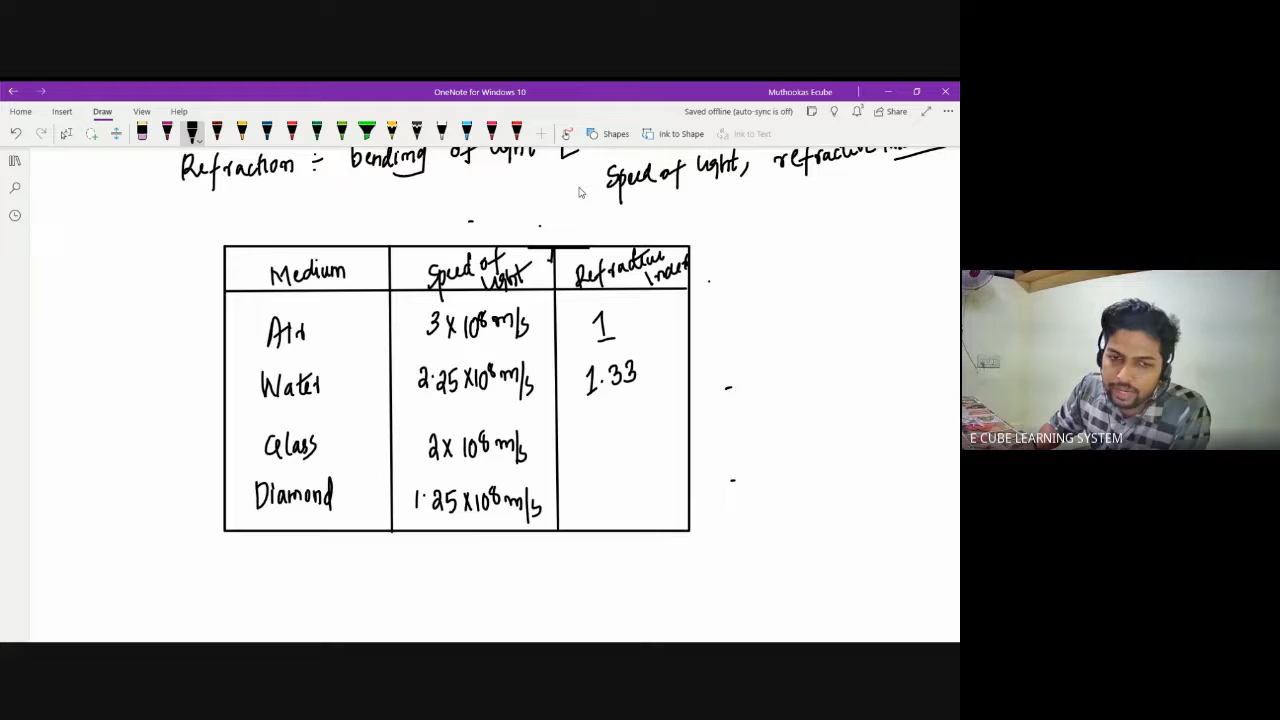 OneNote for Windows 10
Muthookas Ecube
Home Insert Draw View Help
Saved offline (auto-sync is off)
Share
Shapes
Ink to Shape
Ink to Text
Refraction :- bending of light
Speed of light, refractive
Medium
Speed of light
Refractive Index
Air
3 x 10⁸ m/s
1
Water
2.25 x 10⁸ m/s
1.33
Glass
2 x 10⁸ m/s
Diamond
1.25 x 10⁸ m/s
E CUBE LEARNING SYSTEM